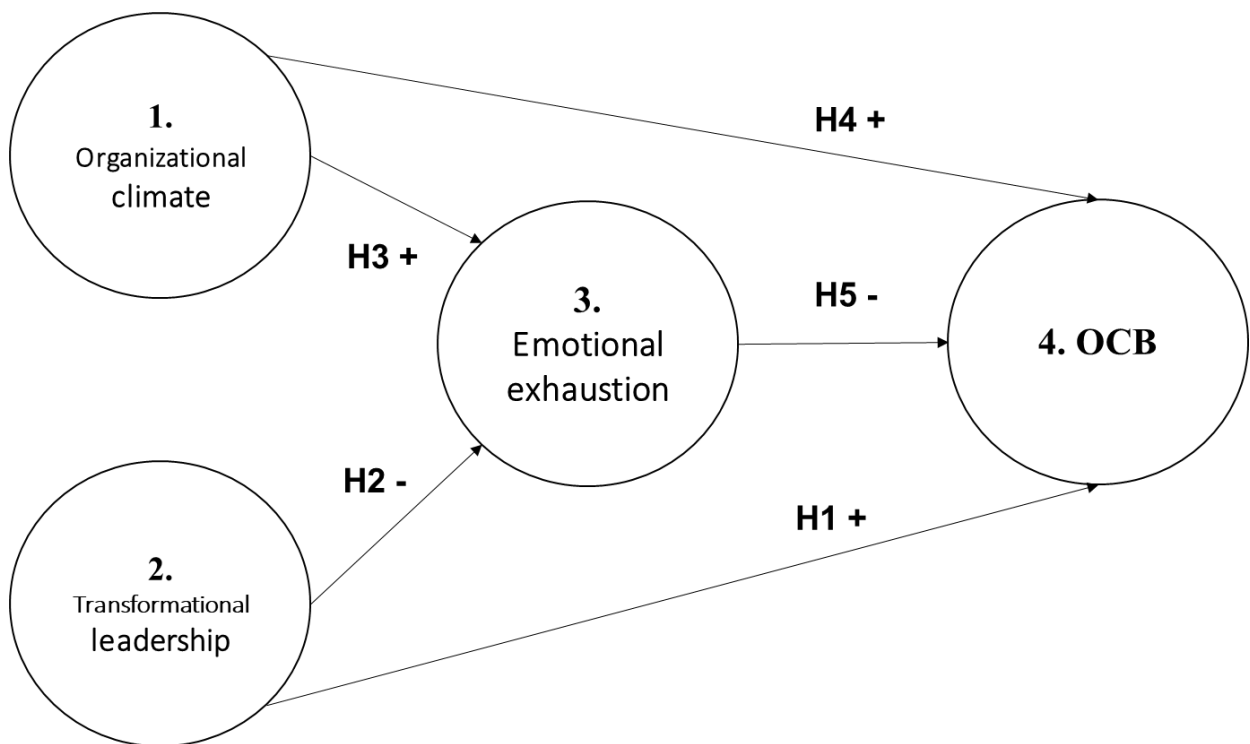 1.
Organizational
climate
H4 +
H3 +
3.
Emotional
exhaustion
H5 -
4. OCB
H2 -
H1 +
2.
Transformational
leadership